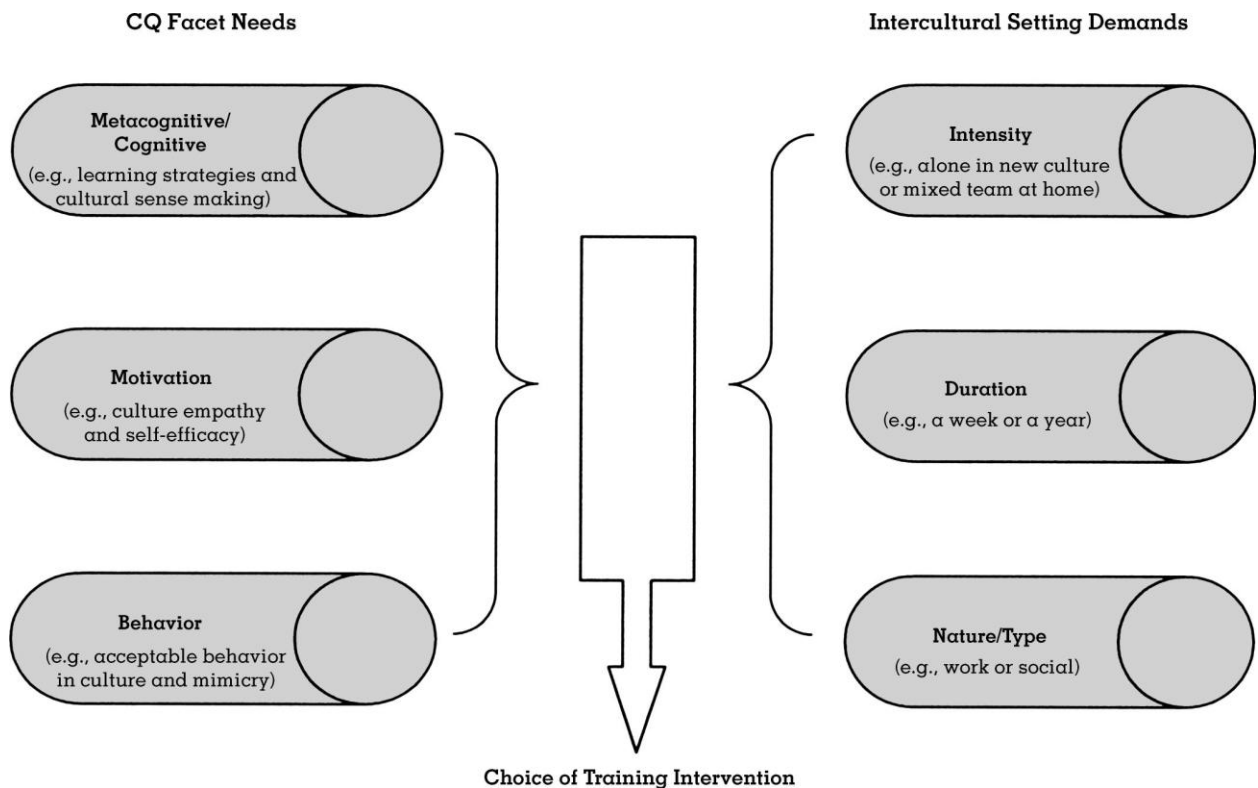 CQ Facet Needs
Metacognitive/
Cognitive
(e.g., learning strategies and
cultural sense making)
Motivation
(e.g., culture empathy
and self-efficacy)
Behavior
(e.g., acceptable behavior
in culture and mimicry)
Intercultural Setting Demands
Intensity
(e.g., alone in new culture
or mixed team at home)
Duration
(e.g., a week or a year)
Nature/Type
(e.g., work or social)
Choice of Training Intervention